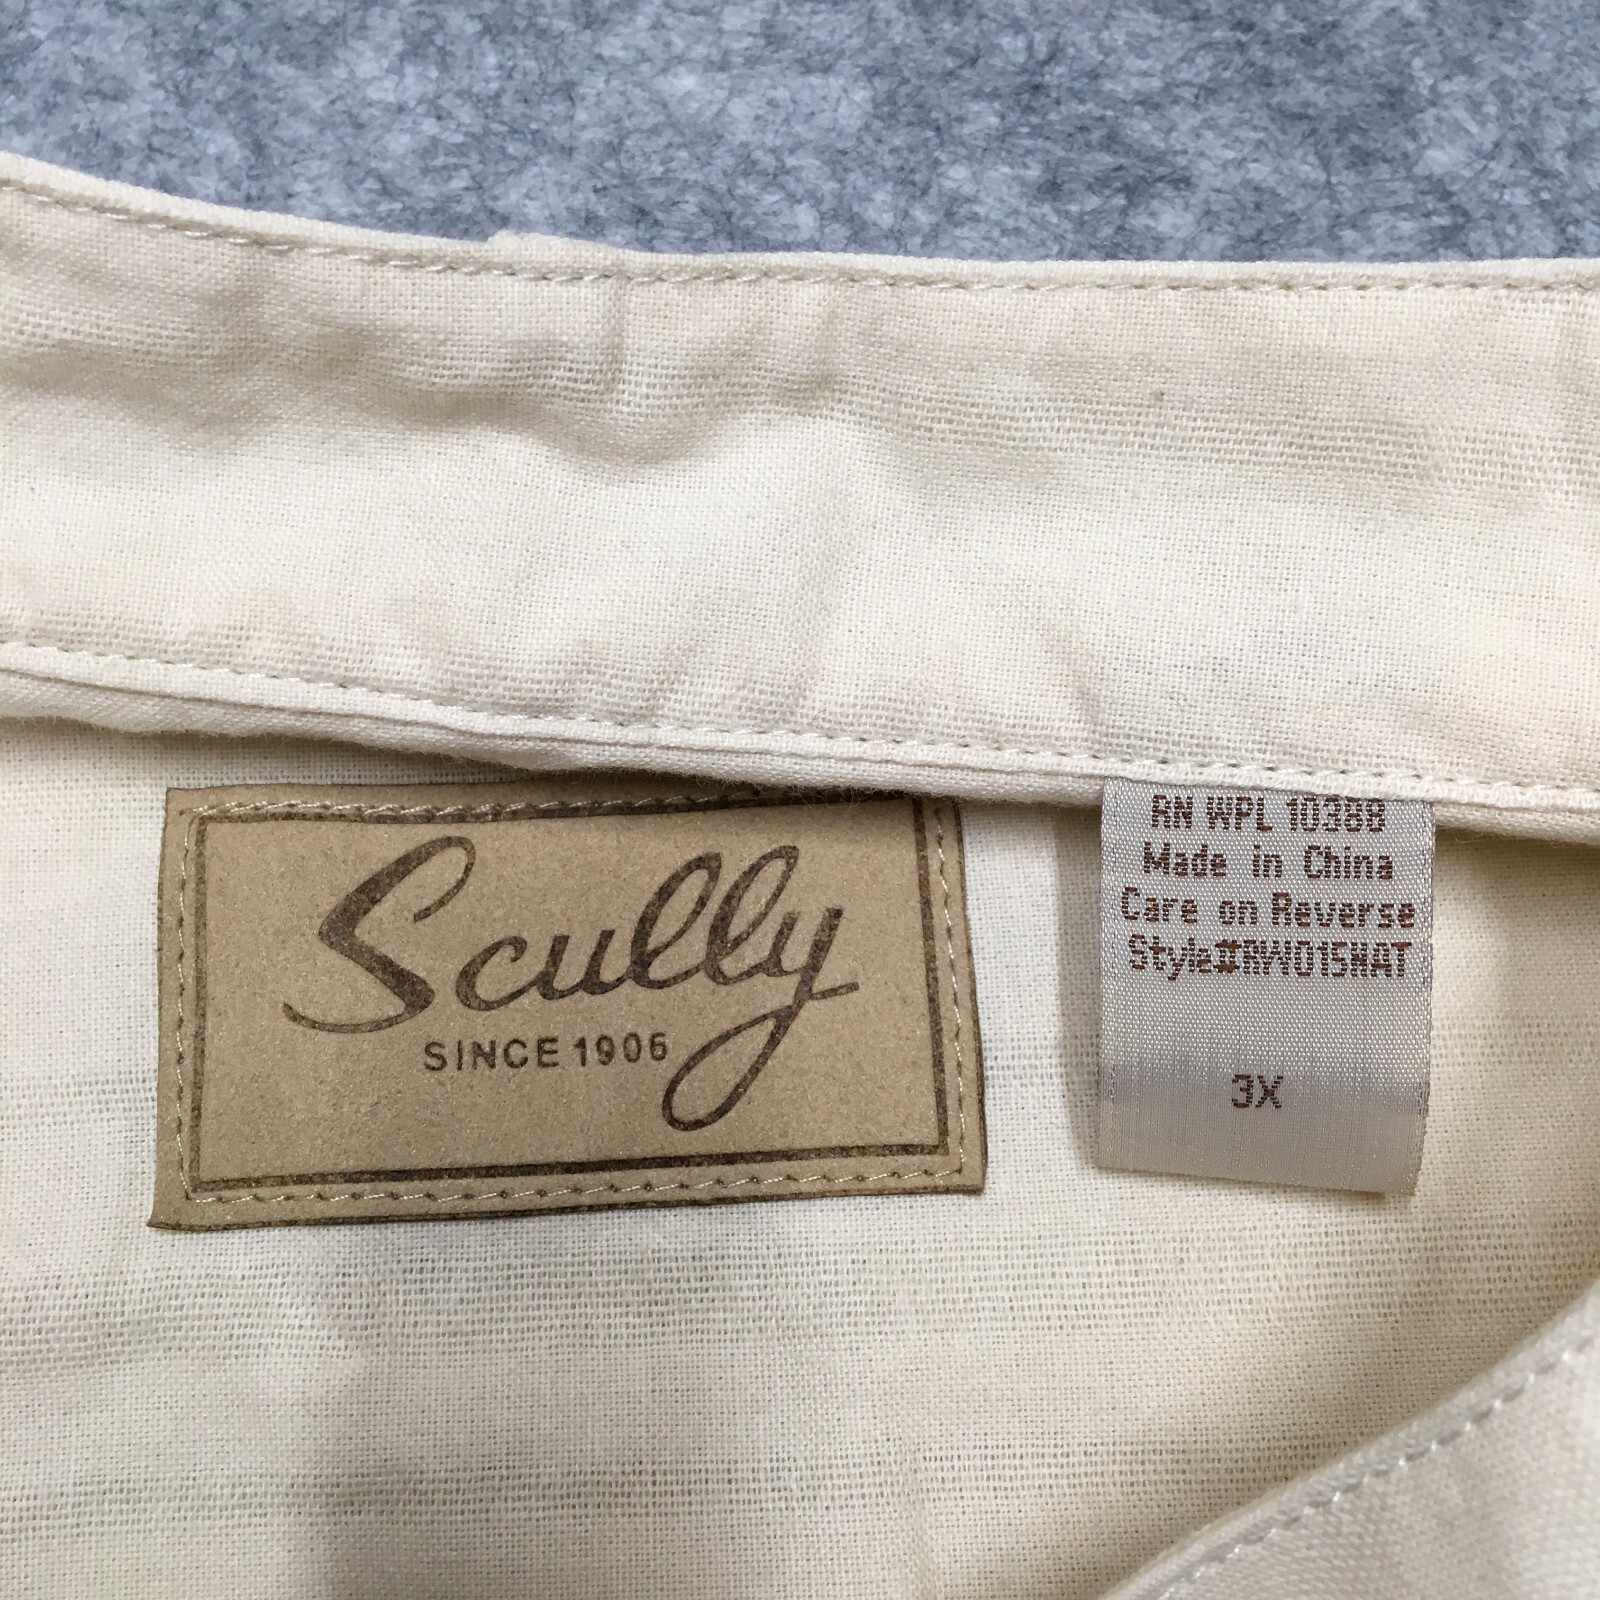 Scully
SINCE 1906
RN WPL 10388
Made in China
Care on Reverse
Style#RW015NAT
3X